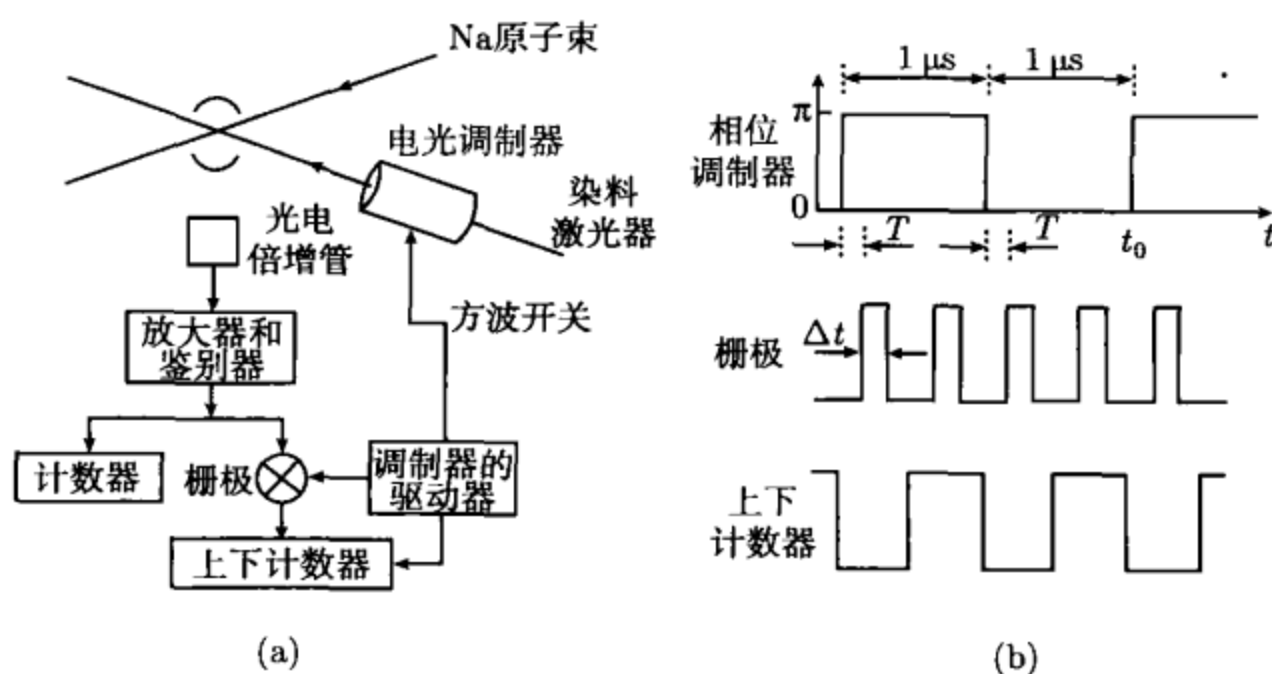 Na原子束
电光调制器
染料
激光器
光电
倍增管
方波开关
放大器和
鉴别器
计数器
栅极
调制器的
驱动器
上下计数器
(a)
1 μs
1 μs
π
相位
调制器
0
T
T
t₀
t
栅极
Δt
上下
计数器
(b)